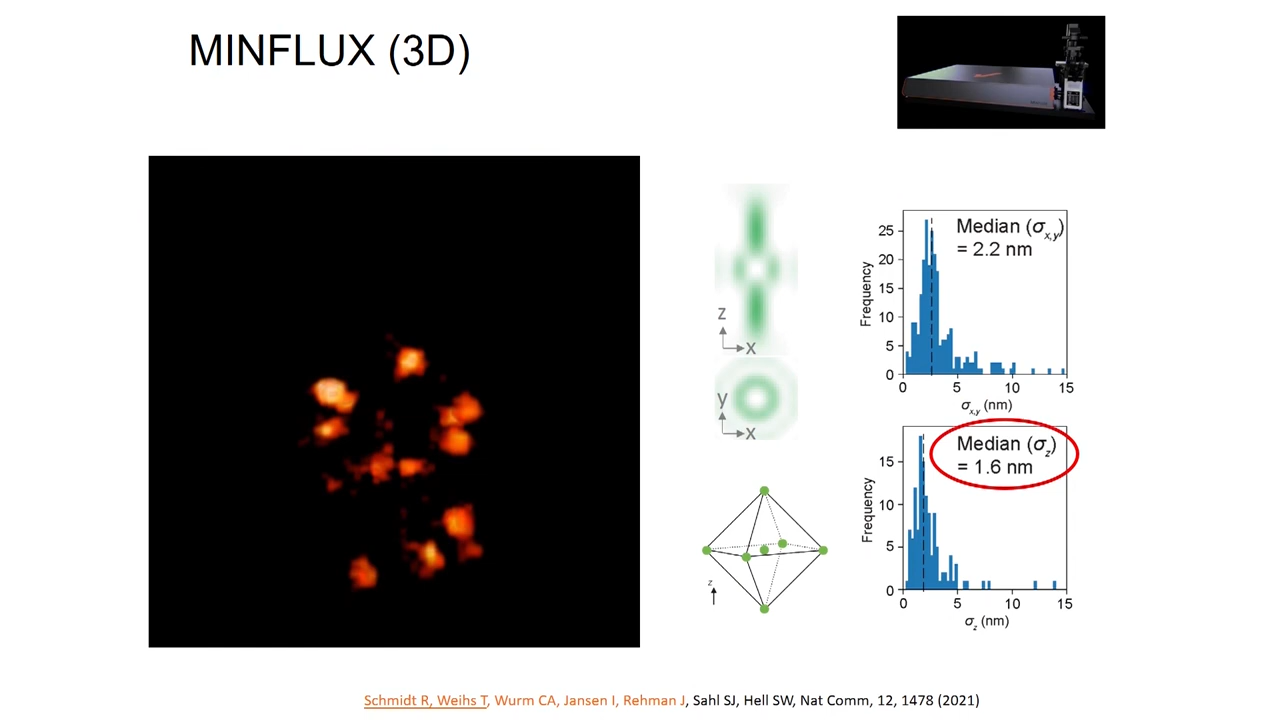 MINFLUX (3D)
z
x
y
x
z
Median (σx,y)
= 2.2 nm
Frequency
25
20
15
10
5
0
0 5 10 15
σx,y (nm)
Median (σz)
= 1.6 nm
Frequency
15
10
5
0
0 5 10 15
σz (nm)
Schmidt R, Weihs T, Wurm CA, Jansen I, Rehman J, Sahl SJ, Hell SW, Nat Comm, 12, 1478 (2021)